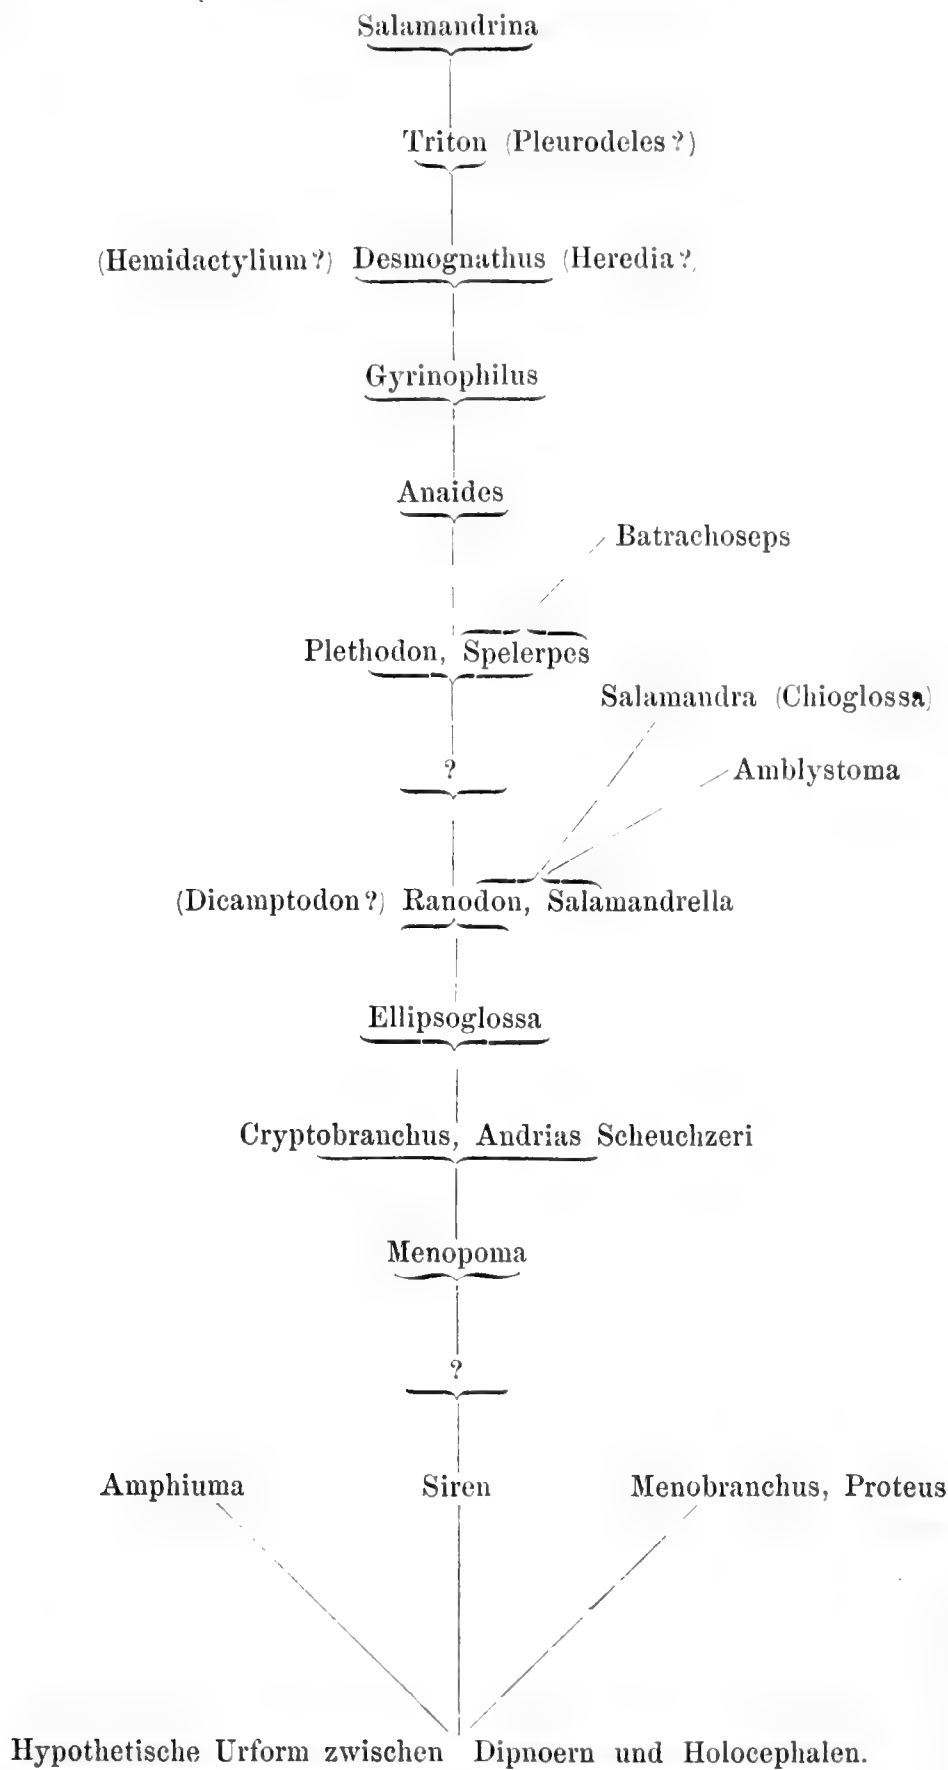 Salamandrina
Triton (Pleurodeles?)
(Hemidactylium?) Desmognathus (Heredia?)
Gyrinophilus
Anaides
Batrachoseps
Plethodon, Spelerpes
Salamandra (Chioglossa)
?
Amblystoma
(Dicamptodon?) Ranodon, Salamandrella
Ellipsoglossa
Cryptobranchus, Andrias Scheuchzeri
Menopoma
?
Amphiuma Siren Menobranchus, Proteus
Hypothetische Urform zwischen Dipnoern und Holocephalen.